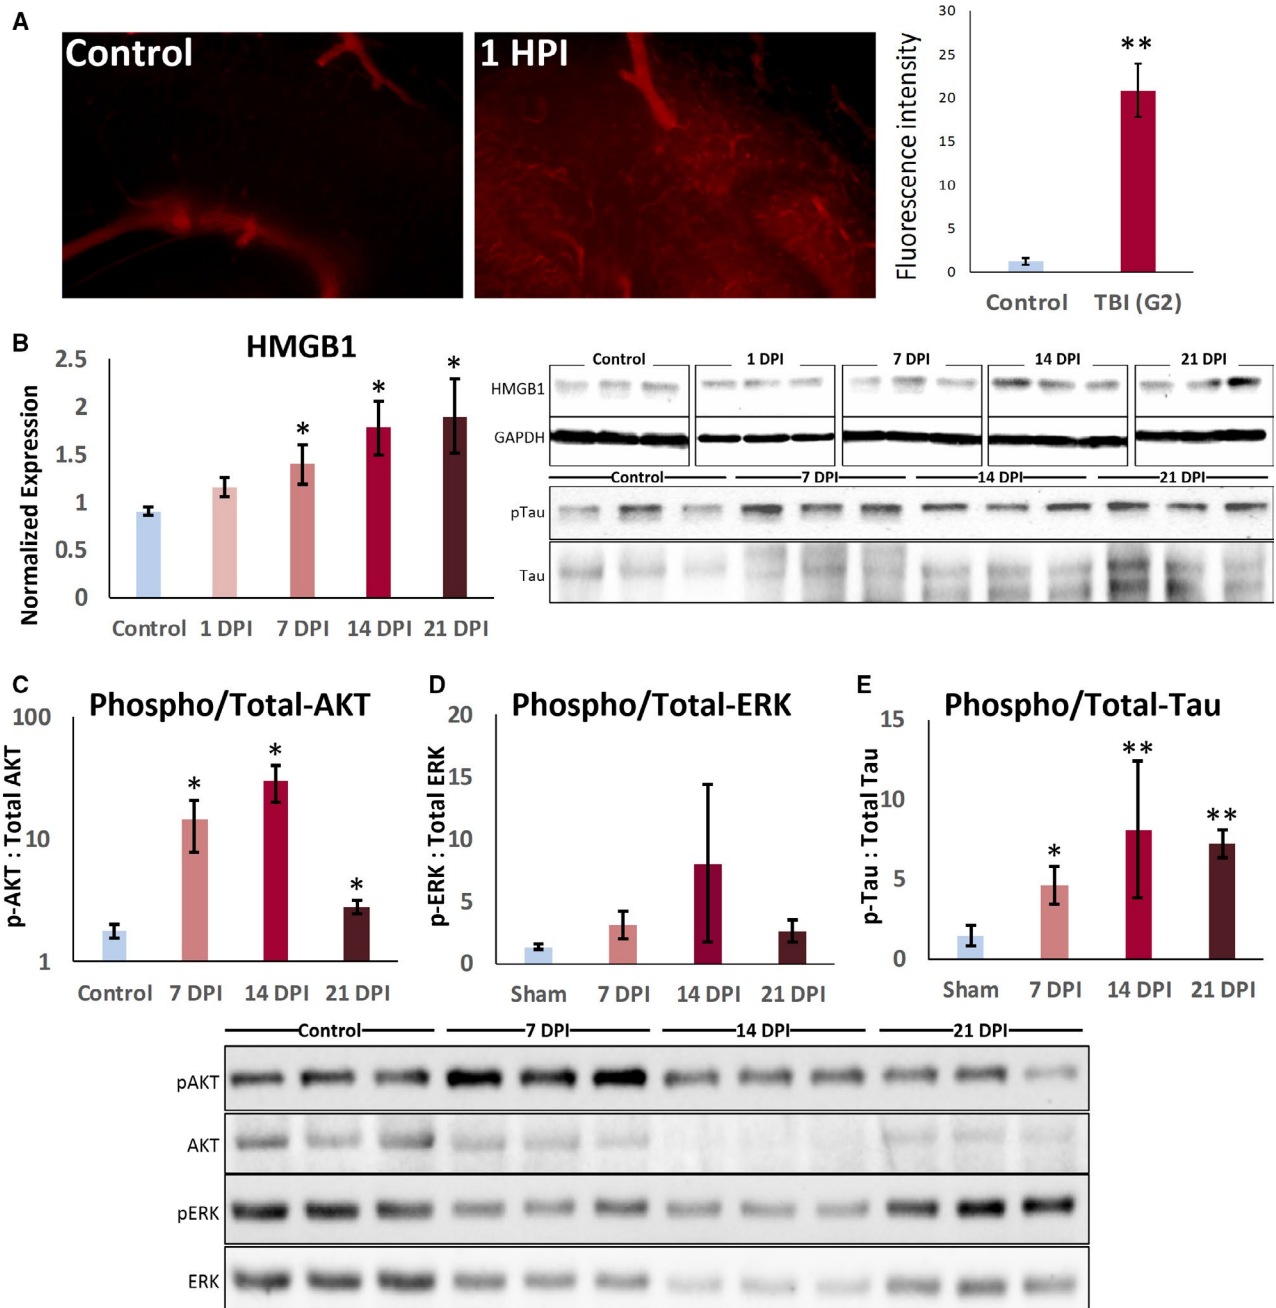 A
Control
1 HPI
30
25
20
15
10
5
0
Fluorescence intensity
**
Control TBI (G2)
B
HMGB1
Normalized Expression
2.5
2
1.5
1
0.5
0
*
*
*
Control 1 DPI 7 DPI 14 DPI 21 DPI
Control 1 DPI 7 DPI 14 DPI 21 DPI
HMGB1
GAPDH
Control 7 DPI 14 DPI 21 DPI
pTau
Tau
C
Phospho/Total-AKT
p-AKT : Total AKT
100
10
1
*
*
*
Control 7 DPI 14 DPI 21 DPI
D
Phospho/Total-ERK
p-ERK : Total ERK
20
15
10
5
0
Sham 7 DPI 14 DPI 21 DPI
E
Phospho/Total-Tau
p-Tau : Total Tau
15
10
5
0
*
**
**
Sham 7 DPI 14 DPI 21 DPI
Control 7 DPI 14 DPI 21 DPI
pAKT
AKT
pERK
ERK